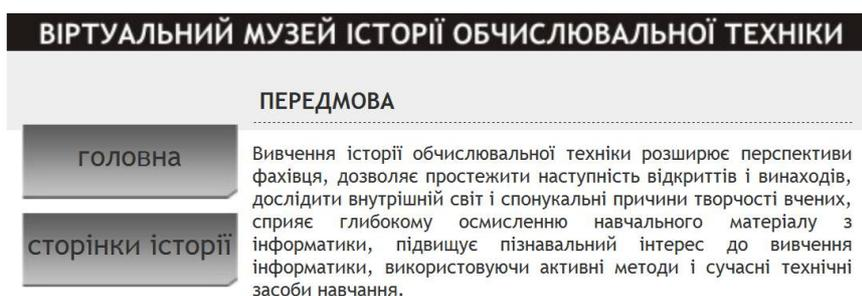 ВІРТУАЛЬНИЙ МУЗЕЙ ІСТОРІЇ ОБЧИСЛЮВАЛЬНОЇ ТЕХНІКИ
ПЕРЕДМОВА
головна
сторінки історії
Вивчення історії обчислювальної техніки розширює перспективи
фахівця, дозволяє простежити наступність відкриттів і винаходів,
дослідити внутрішній світ і спонукальні причини творчості вчених,
сприяє глибокому осмисленню навчального матеріалу з
інформатики, підвищує пізнавальний інтерес до вивчення
інформатики, використовуючи активні методи і сучасні технічні
засоби навчання.